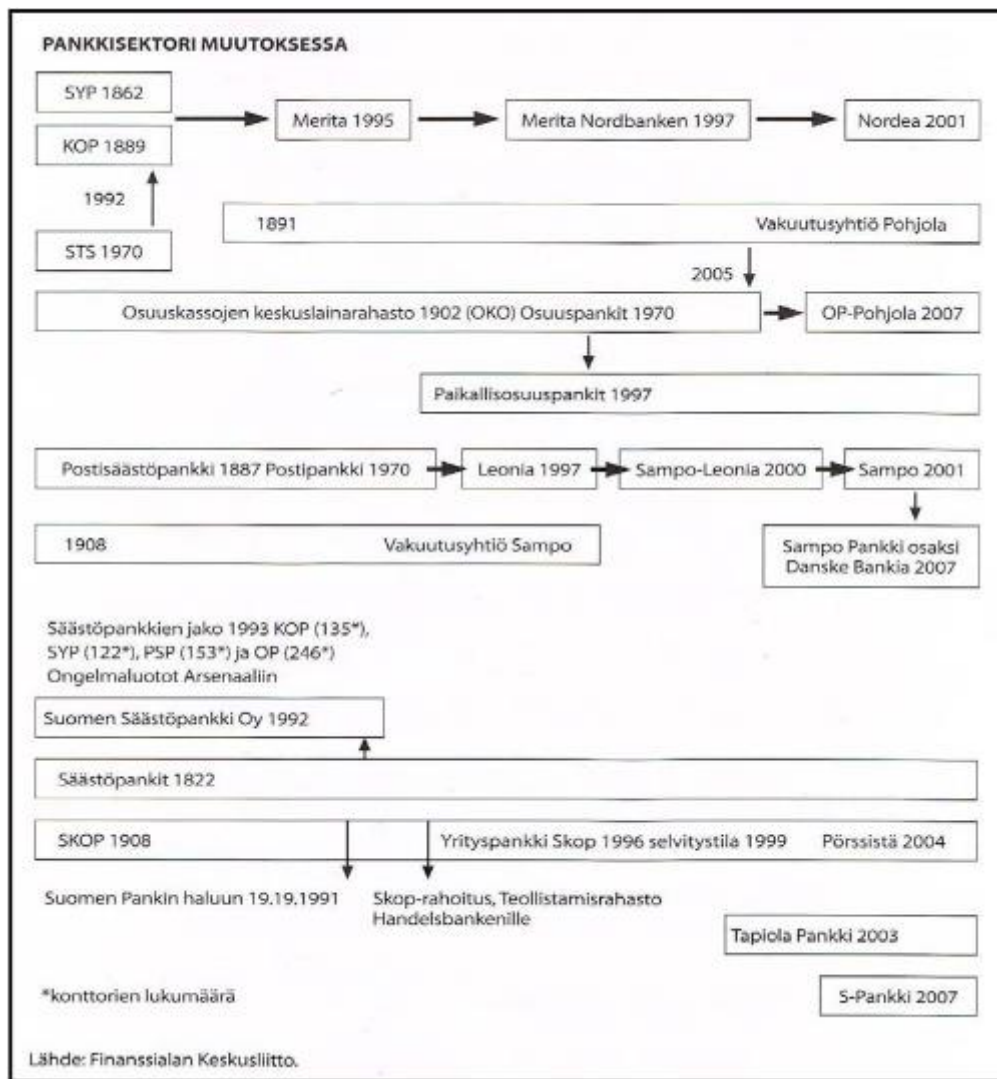 PANKKISEKTORI MUUTOKSESSA
SYP 1862
KOP 1889
Merita 1995
Merita Nordbanken 1997
Nordea 2001
1992
STS 1970
1891 Vakuutusyhtiö Pohjola
2005
Osuuskassojen keskuslainarahasto 1902 (OKO) Osuuspankit 1970
OP-Pohjola 2007
Paikallisosuuspankit 1997
Postisäästöpankki 1887 Postipankki 1970
Leonia 1997
Sampo-Leonia 2000
Sampo 2001
1908 Vakuutusyhtiö Sampo
Sampo Pankki osaksi
Danske Bankia 2007
Säästöpankkien jako 1993 KOP (135*),
SYP (122*), PSP (153*) ja OP (246*)
Ongelmaluotot Arsenaaliin
Suomen Säästöpankki Oy 1992
Säästöpankit 1822
SKOP 1908
Yrityspankki Skop 1996 selvitystila 1999
Pörssistä 2004
Suomen Pankin haluun 19.19.1991
Skop-rahoitus, Teollistamisrahasto
Handelsbankenille
Tapiola Pankki 2003
*konttorien lukumäärä
S-Pankki 2007
Lähde: Finanssialan Keskusliitto.